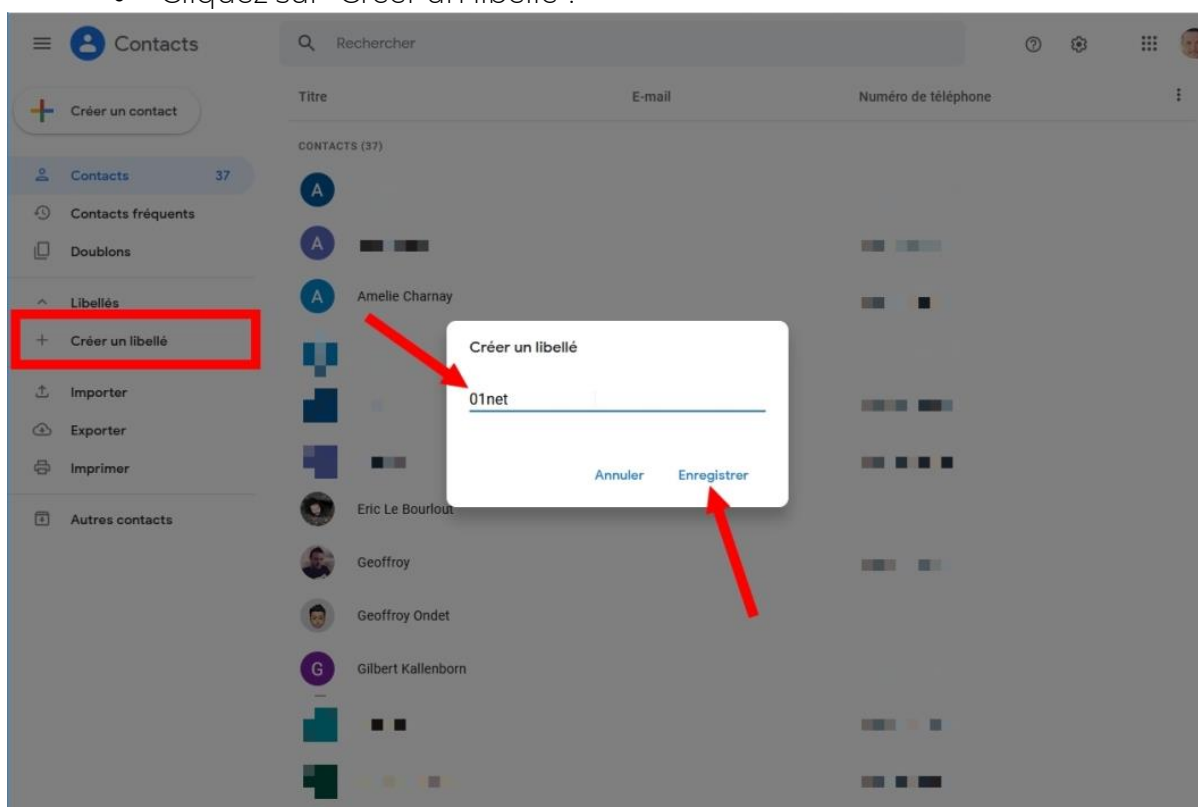 Cliquez sur "Créer un libellé".
Contacts
Rechercher
Créer un contact
Titre
E-mail
Numéro de téléphone
CONTACTS (37)
Contacts 37
Contacts fréquents
Doublons
Libellés
Créer un libellé
Importer
Exporter
Imprimer
Autres contacts
A
A
A
Amelie Charnay
Eric Le Bourlout
Geoffroy
Geoffroy Ondet
G
Gilbert Kallenborn
Créer un libellé
01net
Annuler
Enregistrer